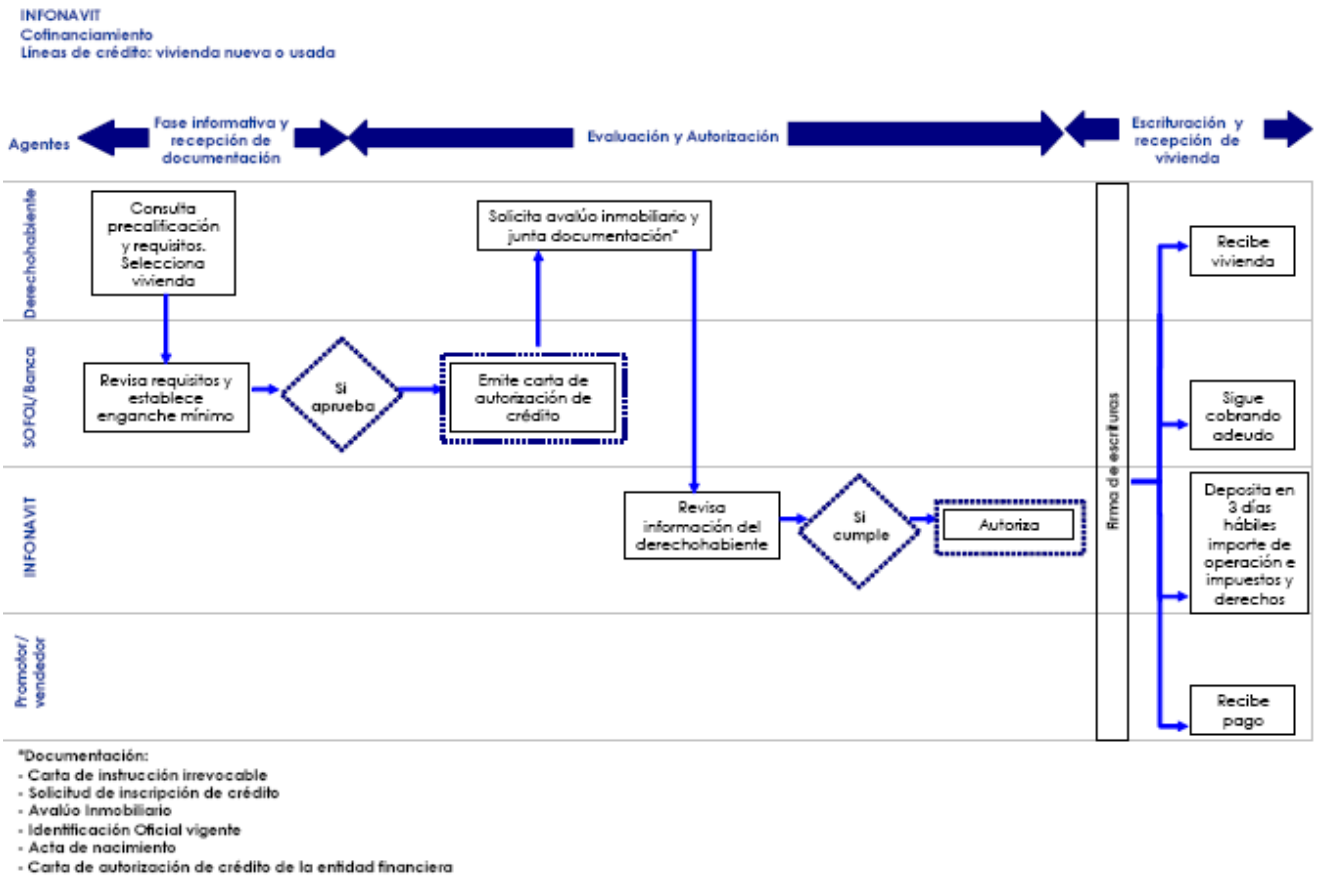 INFONAVIT
Cofinanciamiento
Líneas de crédito: vivienda nueva o usada
Agentes
Fase informativa y
recepción de
documentación
Evaluación y Autorización
Escrituración y
recepción de
vivienda
Derechohabiente
Consulta
precalificación
y requisitos.
Selecciona
vivienda
Solicita avalúo inmobiliario y
junta documentación*
Recibe
vivienda
SOFOL/Banca
Revisa requisitos y
establece
enganche mínimo
Si
aprueba
Emite carta de
autorización de
crédito
Sigue
cobrando
adeudo
INFONAVIT
Revisa
información del
derechohabiente
Si
cumple
Autoriza
firma de escrituras
Deposita en
3 días
hábiles
importe de
operación e
impuestos y
derechos
Promotor/
vendedor
Recibe
pago
*Documentación:
- Carta de instrucción irrevocable
- Solicitud de inscripción de crédito
- Avalúo Inmobiliario
- Identificación Oficial vigente
- Acta de nacimiento
- Carta de autorización de crédito de la entidad financiera